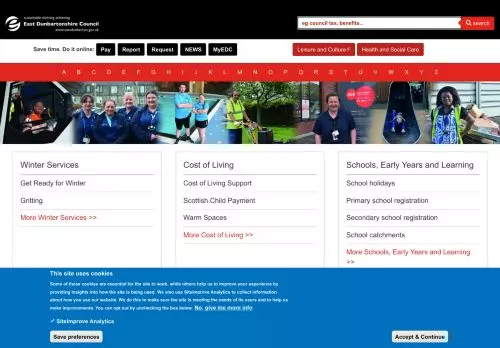 sustainable thriving achieving
East Dunbartonshire Council
www.eastdunbarton.gov.uk
eg council tax, benefits...
search
Save time. Do it online: Pay Report Request NEWS MyEDC Leisure and Culture Health and Social Care
A B C D E F G H I J K L M N O P Q R S T U V W X Y Z
Winter Services
Get Ready for Winter
Gritting
More Winter Services >>
Cost of Living
Cost of Living Support
Scottish Child Payment
Warm Spaces
More Cost of Living >>
Schools, Early Years and Learning
School holidays
Primary school registration
Secondary school registration
School catchments
More Schools, Early Years and Learning
>>
This site uses cookies
Some of these cookies are essential for the site to work, while others help us to improve your experience by
providing insights into how the site is being used. We also use Siteimprove Analytics to collect information
about how you use our website. We do this to make sure the site is meeting the needs of its users and to help us
make improvements. You can opt out by unchecking the box below. No, give me more info
✓ Siteimprove Analytics
Save preferences
Accept & Continue